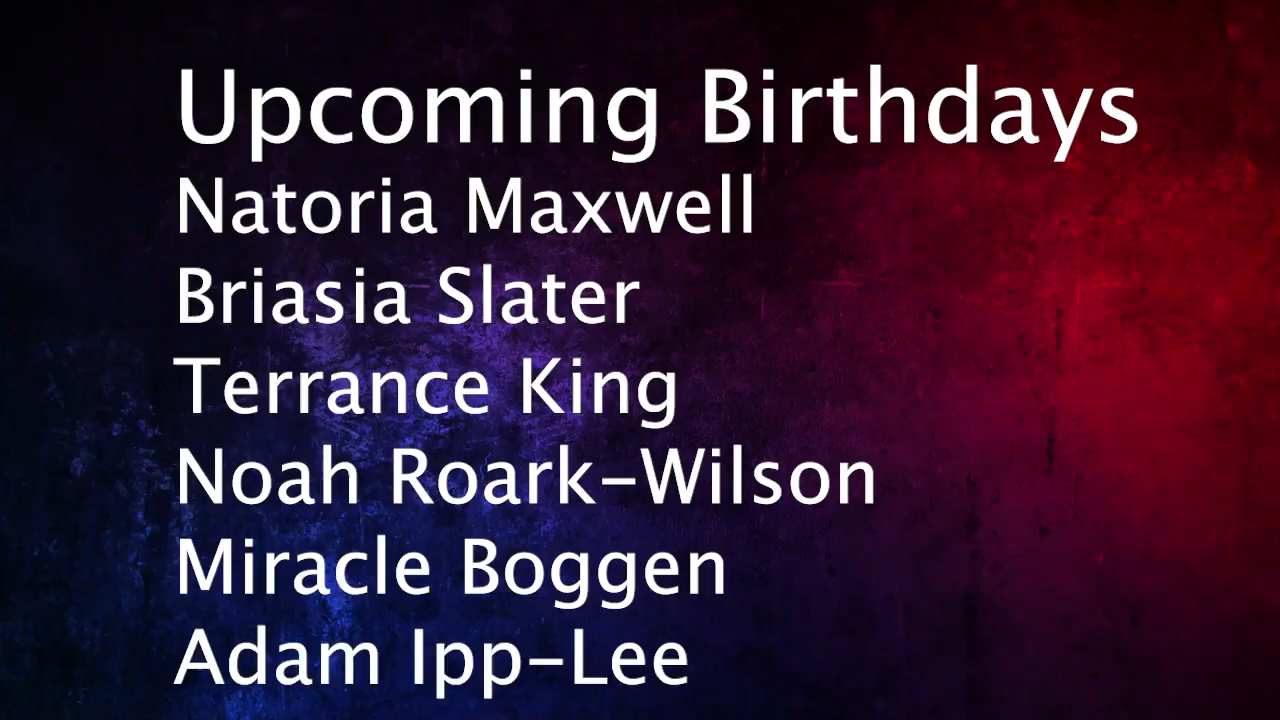 Upcoming Birthdays
Natoria Maxwell
Briasia Slater
Terrance King
Noah Roark-Wilson
Miracle Boggen
Adam Ipp-Lee